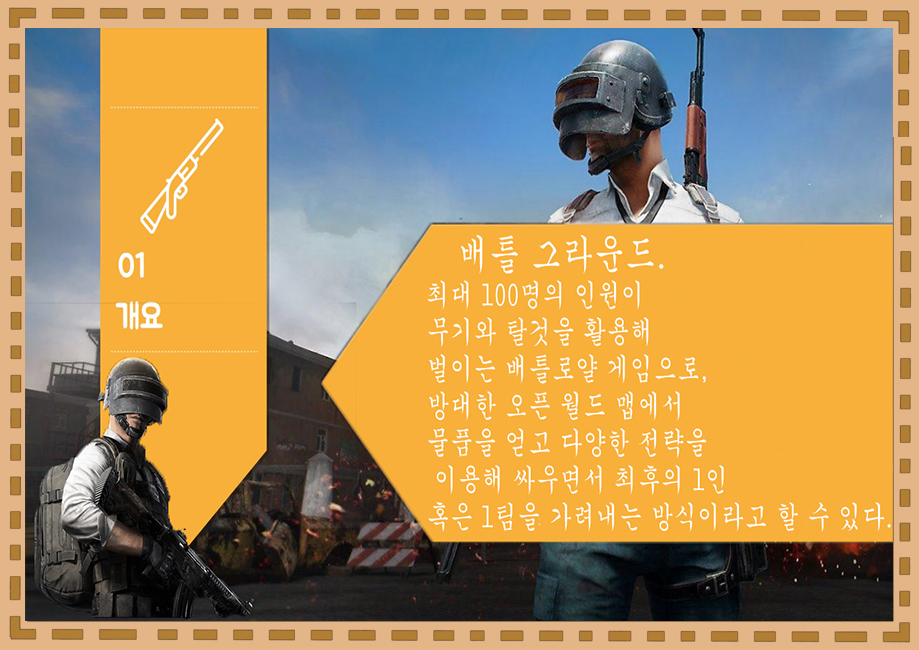 01
개요
배틀 그라운드.
최대 100명의 인원이
무기와 탈것을 활용해
벌이는 배틀로얄 게임으로,
방대한 오픈 월드 맵에서
물품을 얻고 다양한 전략을
이용해 싸우면서 최후의 1인
혹은 1팀을 가려내는 방식이라고 할 수 있다.